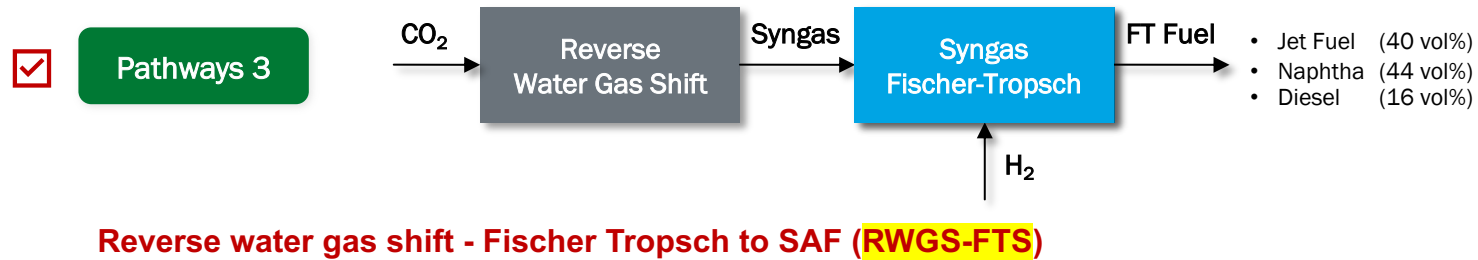 Pathways 3
CO₂
Reverse
Water Gas Shift
Syngas
Syngas
Fischer-Tropsch
FT Fuel
• Jet Fuel (40 vol%)
• Naphtha (44 vol%)
• Diesel (16 vol%)
H₂
Reverse water gas shift - Fischer Tropsch to SAF (RWGS-FTS)